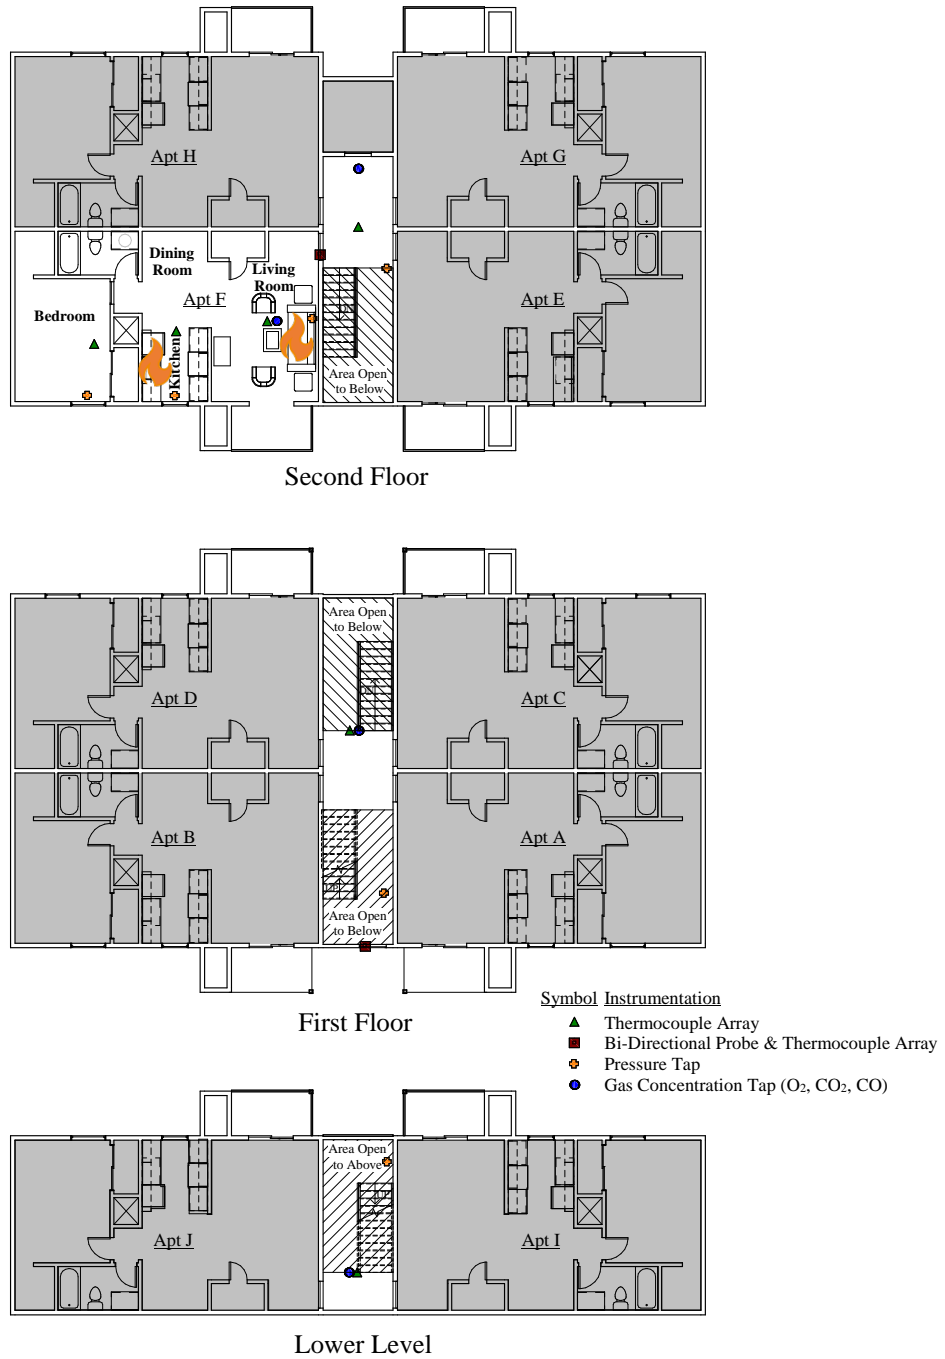 Apt H
Apt G
Dining
Room
Living
Room
Apt F
Apt E
Bedroom
Kitchen
Area Open
to Below
Second Floor
Area Open
to Below
Apt D
Apt C
Apt B
Apt A
UP
Area Open
to Below
First Floor
Symbol Instrumentation
Thermocouple Array
Bi-Directional Probe & Thermocouple Array
Pressure Tap
Gas Concentration Tap (O₂, CO₂, CO)
Area Open
to Above
UP
Apt J
Apt I
Lower Level